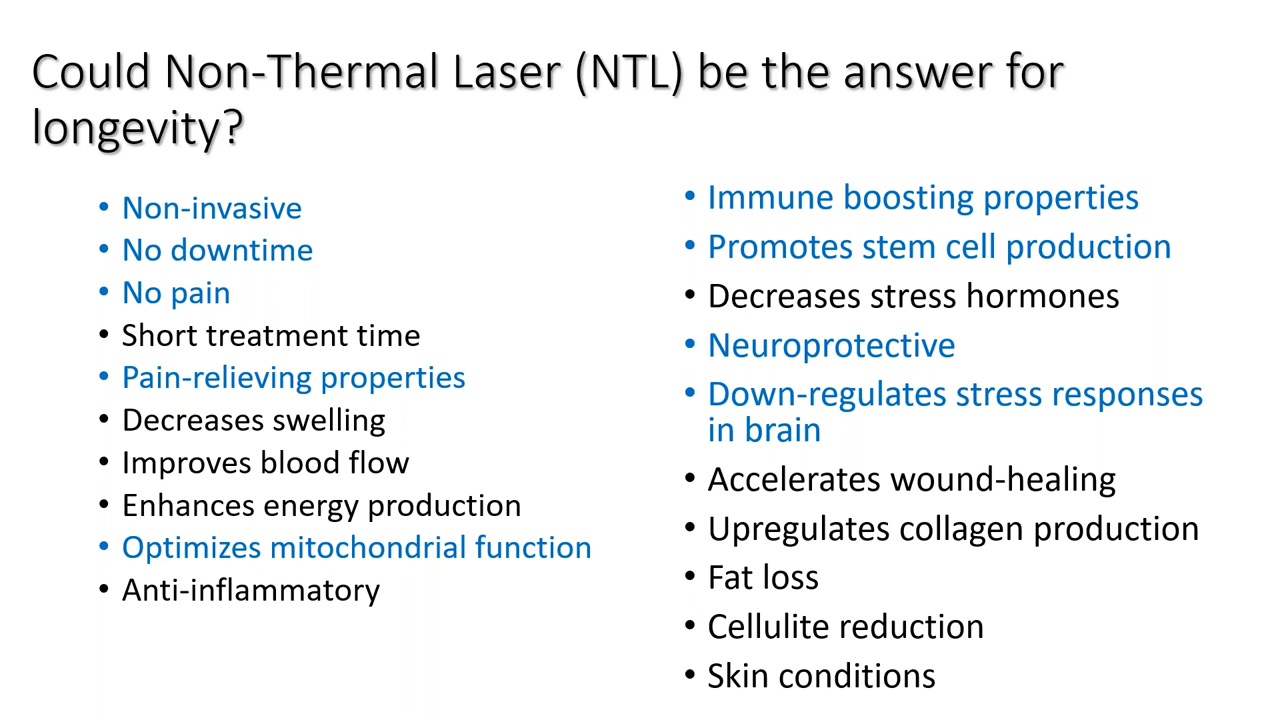 Could Non-Thermal Laser (NTL) be the answer for
longevity?
• Non-invasive
• No downtime
• No pain
• Short treatment time
• Pain-relieving properties
• Decreases swelling
• Improves blood flow
• Enhances energy production
• Optimizes mitochondrial function
• Anti-inflammatory
• Immune boosting properties
• Promotes stem cell production
• Decreases stress hormones
• Neuroprotective
• Down-regulates stress responses
in brain
• Accelerates wound-healing
• Upregulates collagen production
• Fat loss
• Cellulite reduction
• Skin conditions